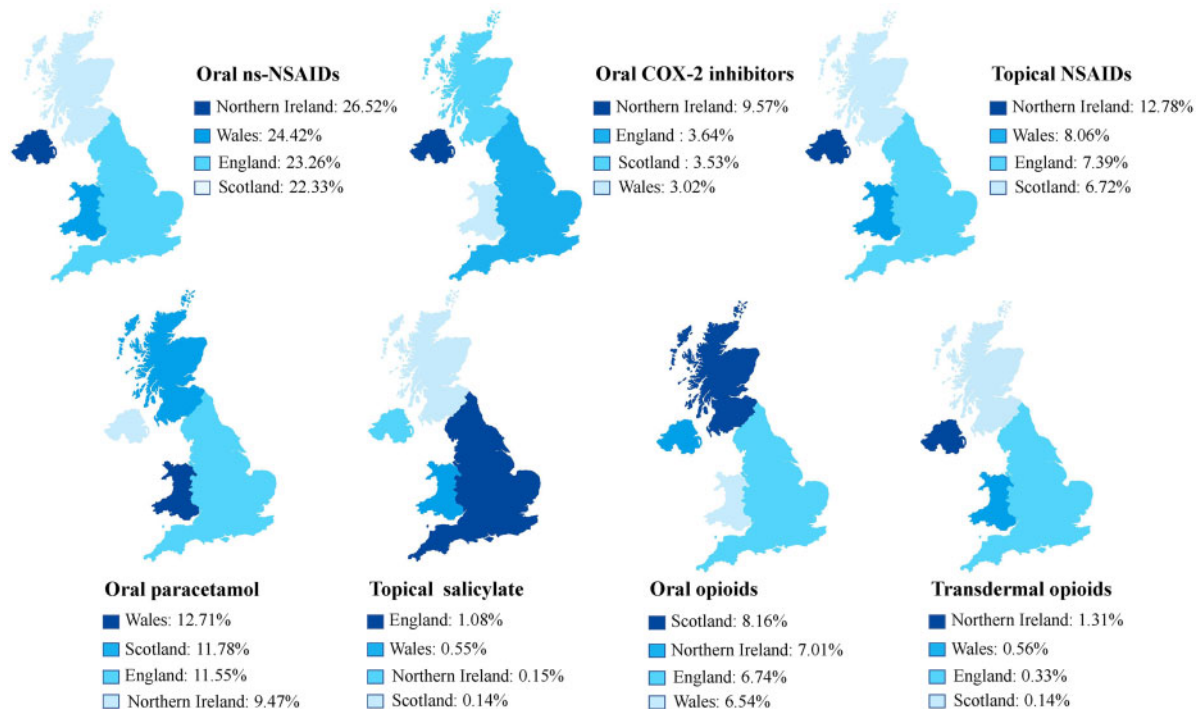 Oral ns-NSAIDs
Northern Ireland: 26.52%
Wales: 24.42%
England: 23.26%
Scotland: 22.33%
Oral COX-2 inhibitors
Northern Ireland: 9.57%
England : 3.64%
Scotland : 3.53%
Wales: 3.02%
Topical NSAIDs
Northern Ireland: 12.78%
Wales: 8.06%
England: 7.39%
Scotland: 6.72%
Oral paracetamol
Wales: 12.71%
Scotland: 11.78%
England: 11.55%
Northern Ireland: 9.47%
Topical salicylate
England: 1.08%
Wales: 0.55%
Northern Ireland: 0.15%
Scotland: 0.14%
Oral opioids
Scotland: 8.16%
Northern Ireland: 7.01%
England: 6.74%
Wales: 6.54%
Transdermal opioids
Northern Ireland: 1.31%
Wales: 0.56%
England: 0.33%
Scotland: 0.14%